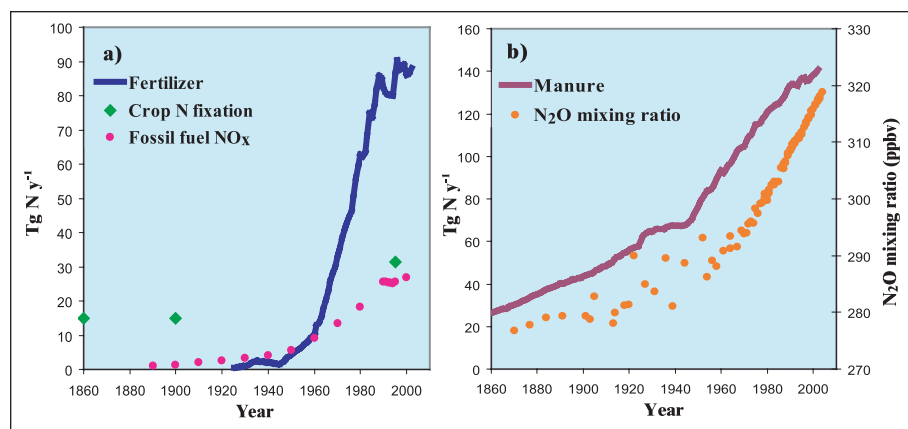 a)
Fertilizer
Crop N fixation
Fossil fuel NOx
100
90
80
70
60
50
40
30
20
10
0
Tg N y⁻¹
1860 1880 1900 1920 1940 1960 1980 2000
Year
b)
Manure
N₂O mixing ratio
160
140
120
100
80
60
40
20
0
Tg N y⁻¹
330
320
310
300
290
280
270
N₂O mixing ratio (ppbv)
1860 1880 1900 1920 1940 1960 1980 2000
Year